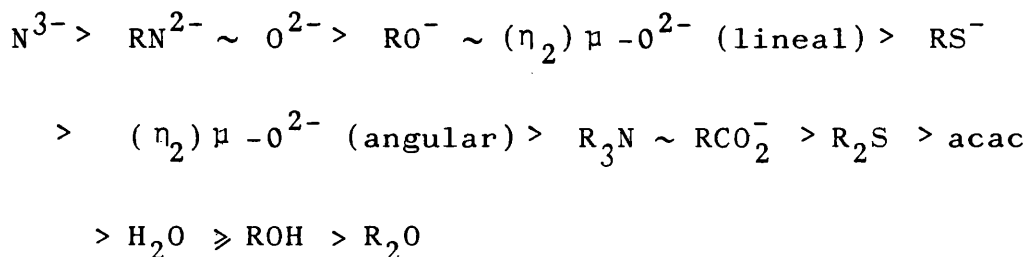 N³⁻ > RN²⁻ ~ O²⁻ > RO⁻ ~ (η₂) μ -O²⁻ (lineal) > RS⁻
> (η₂) μ -O²⁻ (angular) > R₃N ~ RCO₂⁻ > R₂S > acac
> H₂O ⩾ ROH > R₂O